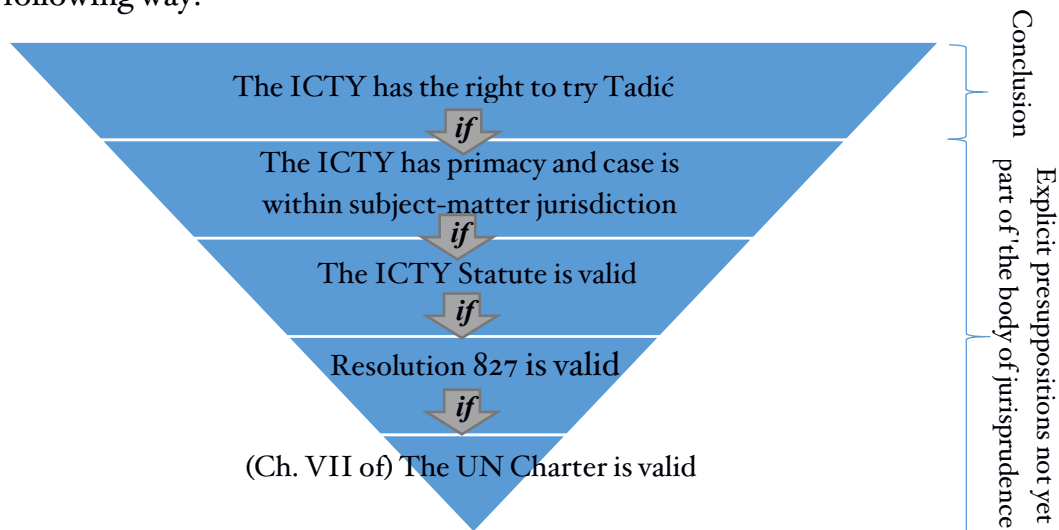 following way:
The ICTY has the right to try Tadić
if
The ICTY has primacy and case is
within subject-matter jurisdiction
if
The ICTY Statute is valid
if
Resolution 827 is valid
if
(Ch. VII of) The UN Charter is valid
Conclusion
Explicit presuppositions not yet
part of 'the body of jurisprudence